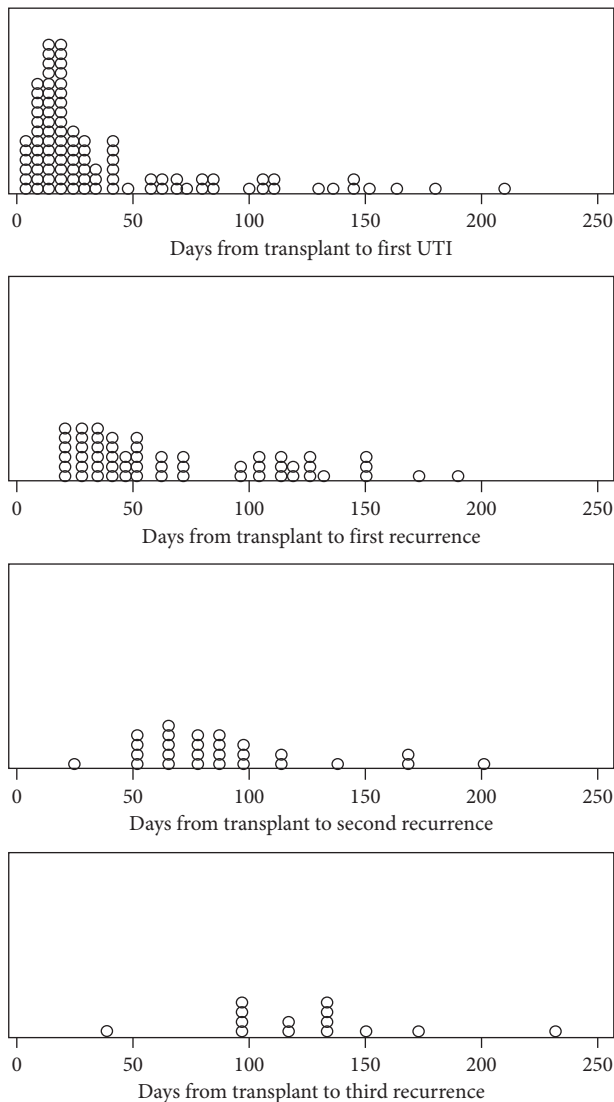 0 50 100 150 200 250
Days from transplant to first UTI
0 50 100 150 200 250
Days from transplant to first recurrence
0 50 100 150 200 250
Days from transplant to second recurrence
0 50 100 150 200 250
Days from transplant to third recurrence